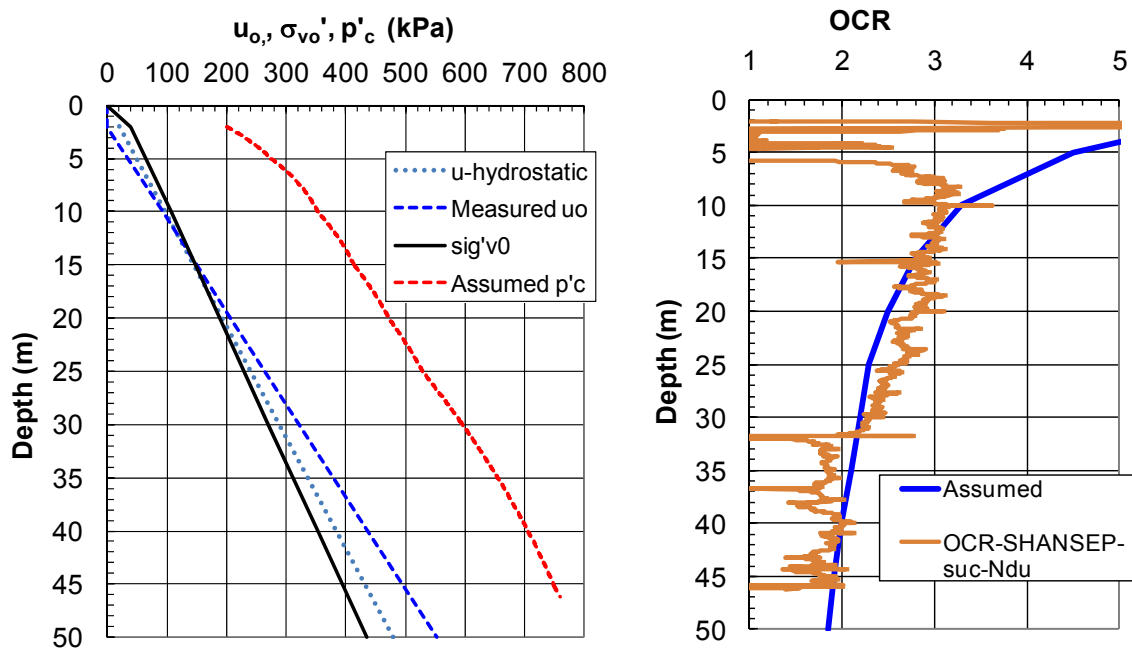 u₀,, σvo', p'c (kPa)
0 100 200 300 400 500 600 700 800
0
5
10
15
20
25
30
35
40
45
50
Depth (m)
u-hydrostatic
Measured uo
sig'v0
Assumed p'c
OCR
1 2 3 4 5
0
5
10
15
20
25
30
35
40
45
50
Depth (m)
Assumed
OCR-SHANSEP-
suc-Ndu